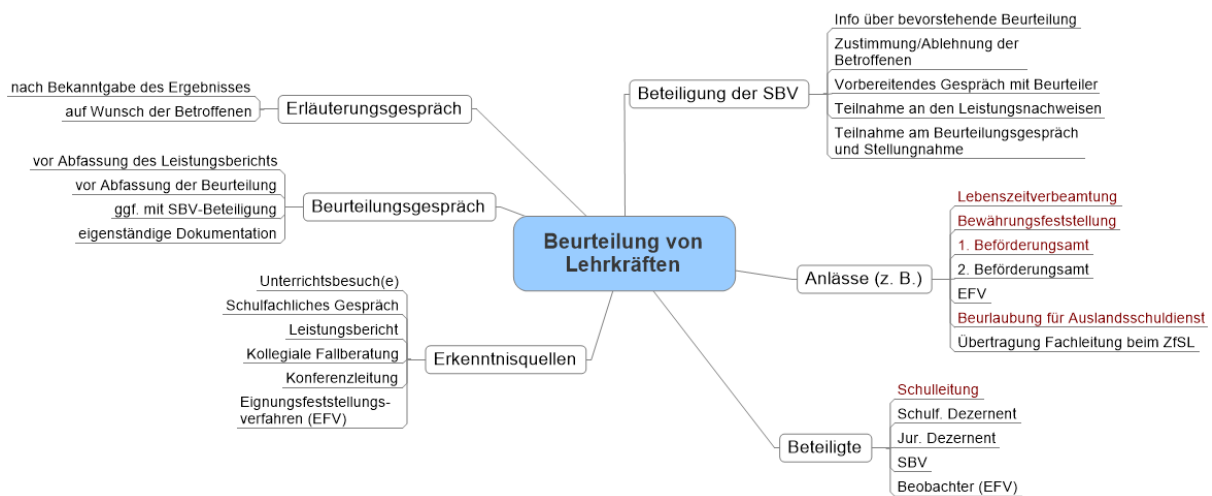 Beurteilung von
Lehrkräften
Erläuterungsgespräch
nach Bekanntgabe des Ergebnisses
auf Wunsch der Betroffenen
Beurteilungsgespräch
vor Abfassung des Leistungsberichts
vor Abfassung der Beurteilung
ggf. mit SBV-Beteiligung
eigenständige Dokumentation
Erkenntnisquellen
Unterrichtsbesuch(e)
Schulfachliches Gespräch
Leistungsbericht
Kollegiale Fallberatung
Konferenzleitung
Eignungsfeststellungs-
verfahren (EFV)
Beteiligung der SBV
Info über bevorstehende Beurteilung
Zustimmung/Ablehnung der
Betroffenen
Vorbereitendes Gespräch mit Beurteiler
Teilnahme an den Leistungsnachweisen
Teilnahme am Beurteilungsgespräch
und Stellungnahme
Anlässe (z. B.)
Lebenszeitverbeamtung
Bewährungsfeststellung
1. Beförderungsamt
2. Beförderungsamt
EFV
Beurlaubung für Auslandsschuldienst
Übertragung Fachleitung beim ZfSL
Beteiligte
Schulleitung
Schulf. Dezernent
Jur. Dezernent
SBV
Beobachter (EFV)